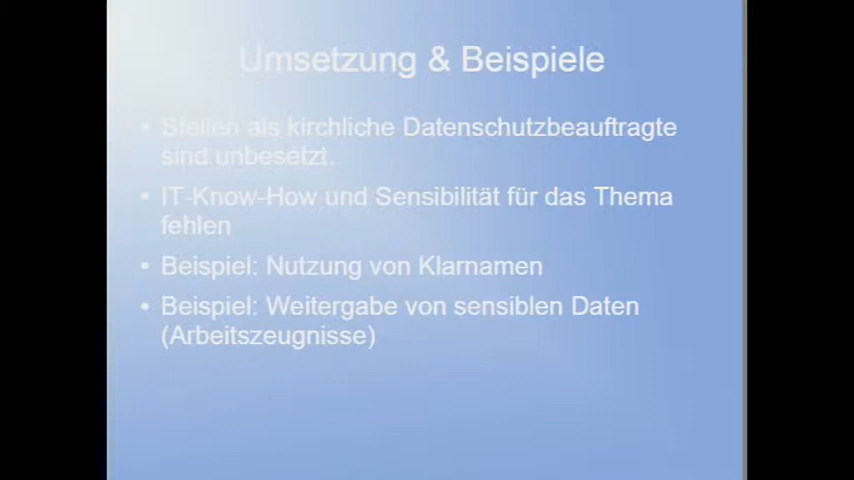 Umsetzung & Beispiele
• Stellen als kirchliche Datenschutzbeauftragte
sind unbesetzt.
• IT-Know-How und Sensibilität für das Thema
fehlen
• Beispiel: Nutzung von Klarnamen
• Beispiel: Weitergabe von sensiblen Daten
(Arbeitszeugnisse)